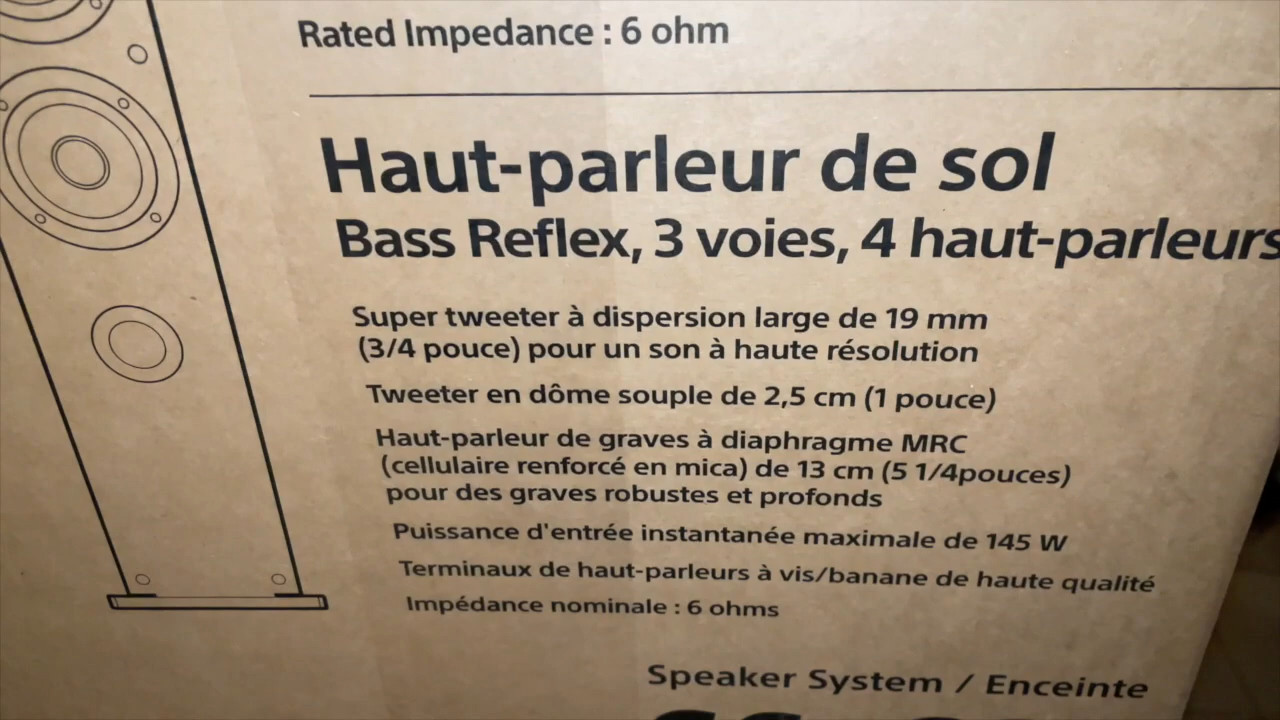 Rated Impedance : 6 ohm
Haut-parleur de sol
Bass Reflex, 3 voies, 4 haut-parleurs
Super tweeter à dispersion large de 19 mm
(3/4 pouce) pour un son à haute résolution
Tweeter en dôme souple de 2,5 cm (1 pouce)
Haut-parleur de graves à diaphragme MRC
(cellulaire renforcé en mica) de 13 cm (5 1/4pouces)
pour des graves robustes et profonds
Puissance d'entrée instantanée maximale de 145 W
Terminaux de haut-parleurs à vis/banane de haute qualité
Impédance nominale : 6 ohms
Speaker System / Enceinte